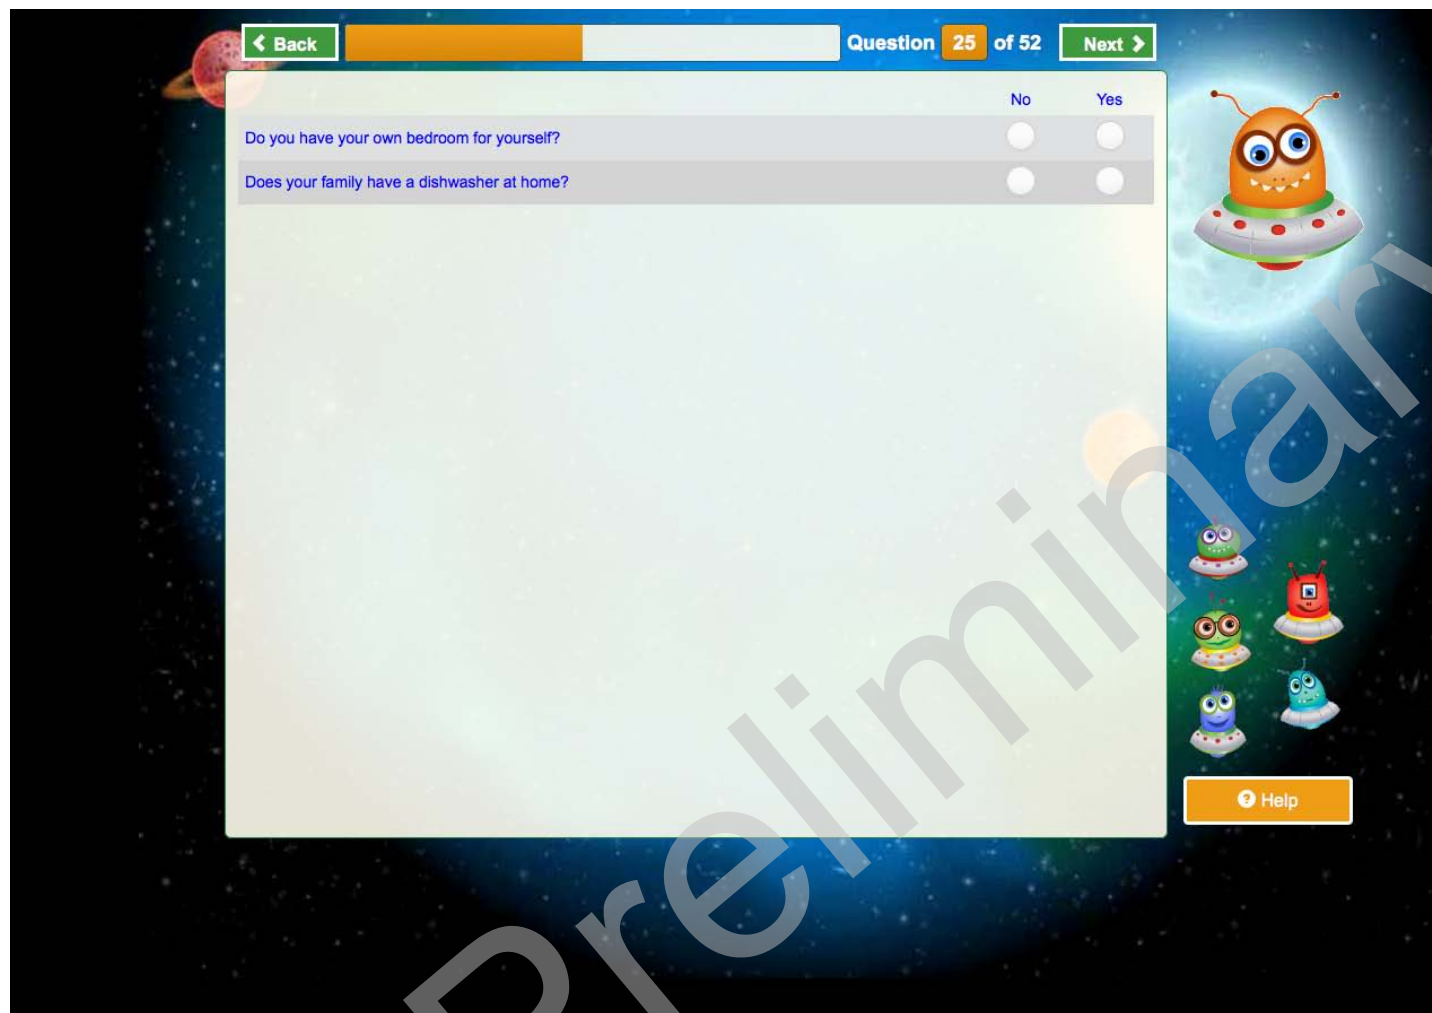 Back
Question 25 of 52
Next
No Yes
Do you have your own bedroom for yourself?
Does your family have a dishwasher at home?
Help
Preliminary